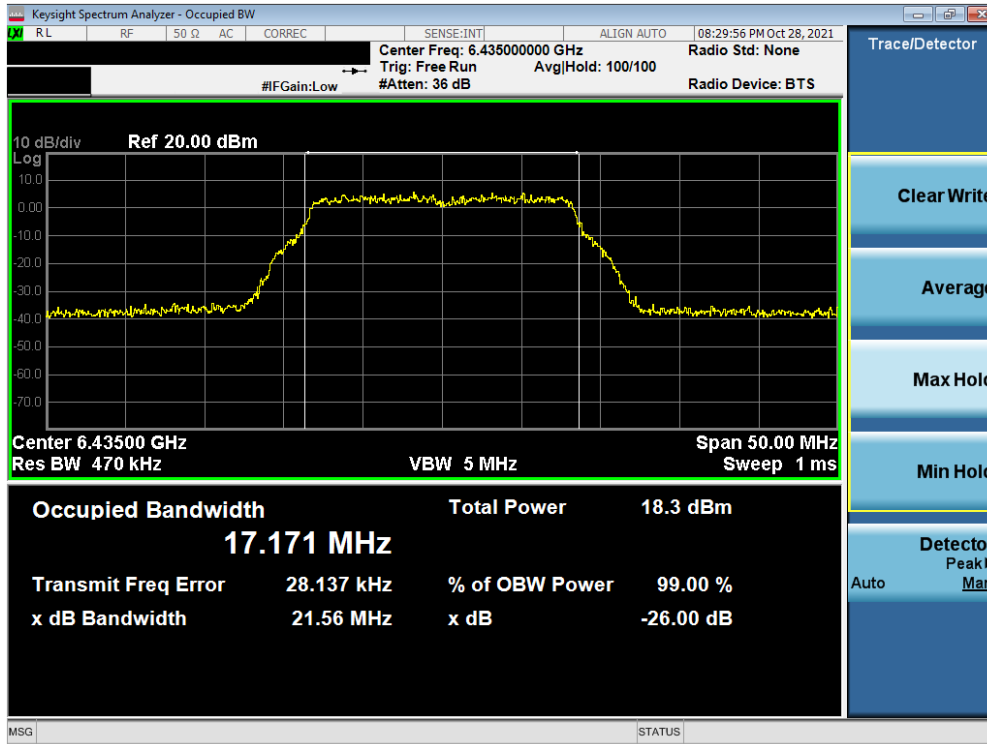 Keysight Spectrum Analyzer - Occupied BW
LXI RL RF 50 Ω AC CORREC SENSE:INT ALIGN AUTO 08:29:56 PM Oct 28, 2021
Center Freq: 6.435000000 GHz Radio Std: None
Trig: Free Run Avg|Hold: 100/100
#IFGain:Low #Atten: 36 dB Radio Device: BTS
Trace/Detector
10 dB/div Ref 20.00 dBm
Log
10.0
0.00
-10.0
-20.0
-30.0
-40.0
-50.0
-60.0
-70.0
Center 6.43500 GHz Span 50.00 MHz
Res BW 470 kHz VBW 5 MHz Sweep 1 ms
Occupied Bandwidth Total Power 18.3 dBm
17.171 MHz
Transmit Freq Error 28.137 kHz % of OBW Power 99.00 %
x dB Bandwidth 21.56 MHz x dB -26.00 dB
Clear Write
Average
Max Hold
Min Hold
Detector
Peak
Auto Man
MSG STATUS